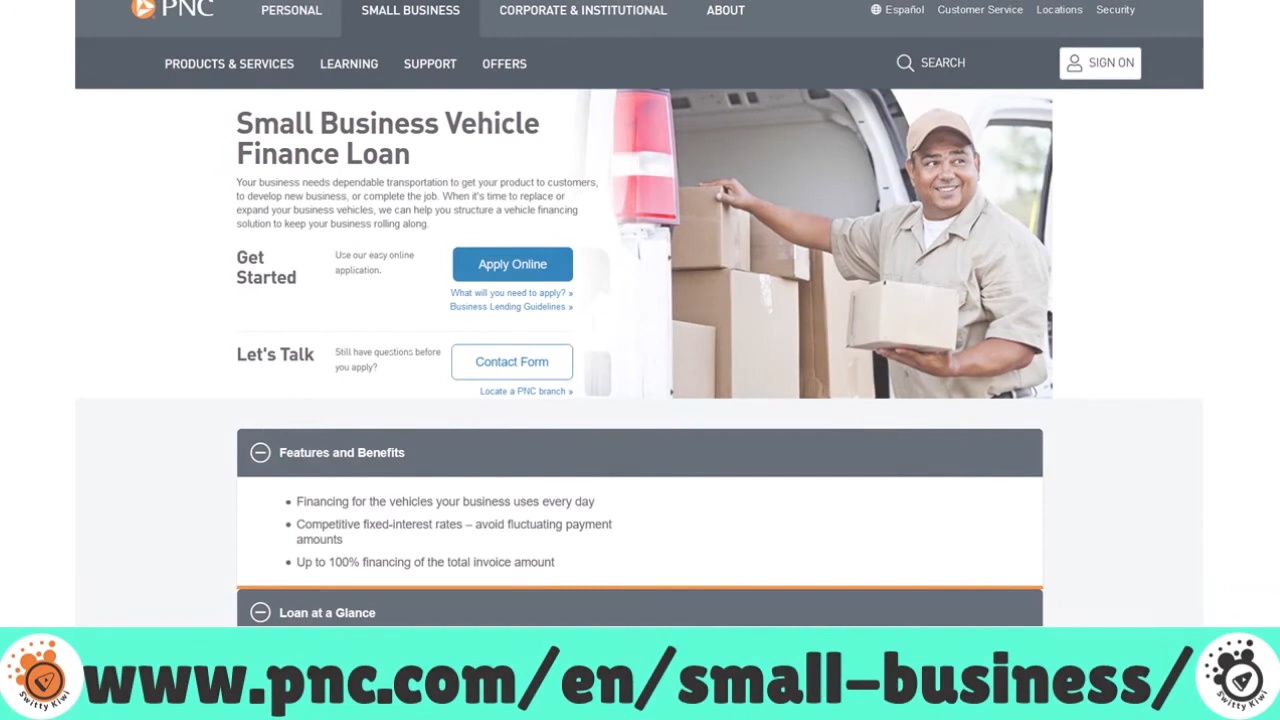 PNC
PERSONAL
SMALL BUSINESS
CORPORATE & INSTITUTIONAL
ABOUT
Español
Customer Service
Locations
Security
PRODUCTS & SERVICES
LEARNING
SUPPORT
OFFERS
SEARCH
SIGN ON
Small Business Vehicle
Finance Loan
Your business needs dependable transportation to get your product to customers,
to develop new business, or complete the job. When it's time to replace or
expand your business vehicles, we can help you structure a vehicle financing
solution to keep your business rolling along.
Get
Started
Use our easy online
application.
Apply Online
What will you need to apply? »
Business Lending Guidelines »
Let's Talk
Still have questions before
you apply?
Contact Form
Locate a PNC branch »
Features and Benefits
• Financing for the vehicles your business uses every day
• Competitive fixed-interest rates – avoid fluctuating payment
amounts
• Up to 100% financing of the total invoice amount
Loan at a Glance
www.pnc.com/en/small-business/
Switty Kiwi
Switty Kiwi